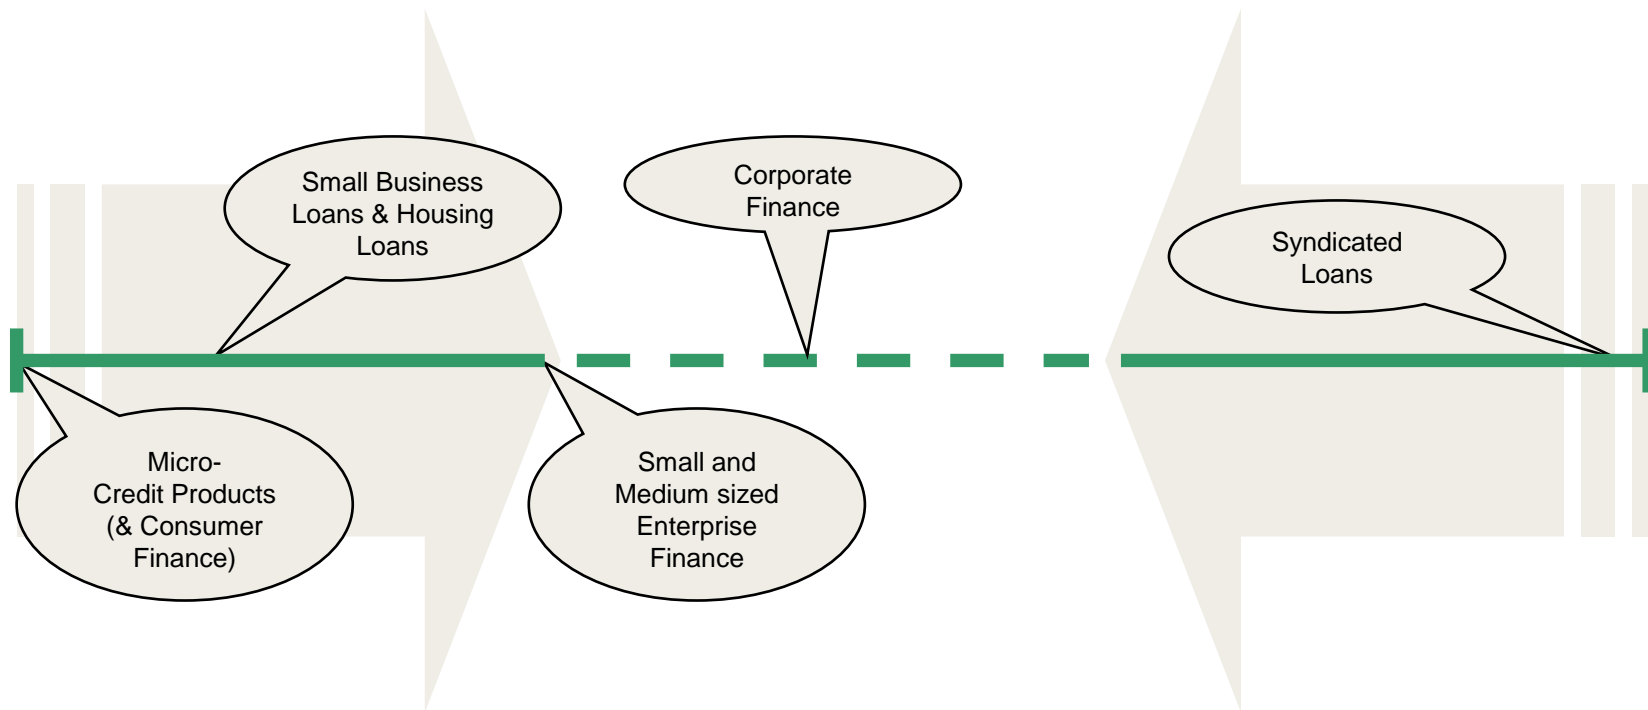 Small Business
Loans & Housing
Loans
Corporate
Finance
Syndicated
Loans
Micro-
Credit Products
(& Consumer
Finance)
Small and
Medium sized
Enterprise
Finance